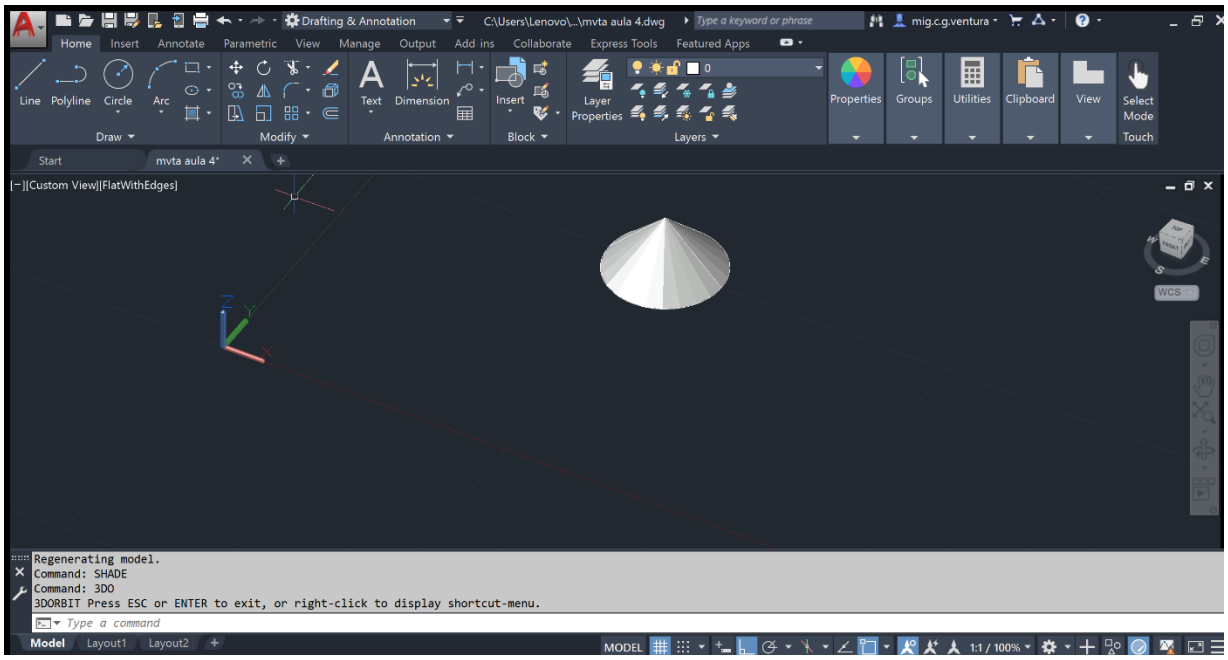 A Drafting & Annotation C:\Users\Lenovo\...\mvta aula 4.dwg Type a keyword or phrase mig.c.g.ventura ?
Home Insert Annotate Parametric View Manage Output Add-ins Collaborate Express Tools Featured Apps
0
Line Polyline Circle Arc A Text Dimension Insert Layer Properties Properties Groups Utilities Clipboard View Select Mode
Draw Modify Annotation Block Layers Touch
Start mvta aula 4* +
[-][Custom View][FlatWithEdges]
TOP
FRONT
W
S
E
WCS
Z
Y
X
Regenerating model.
Command: SHADE
Command: 3DO
3DORBIT Press ESC or ENTER to exit, or right-click to display shortcut-menu.
Type a command
Model Layout1 Layout2 + MODEL 1:1 / 100%